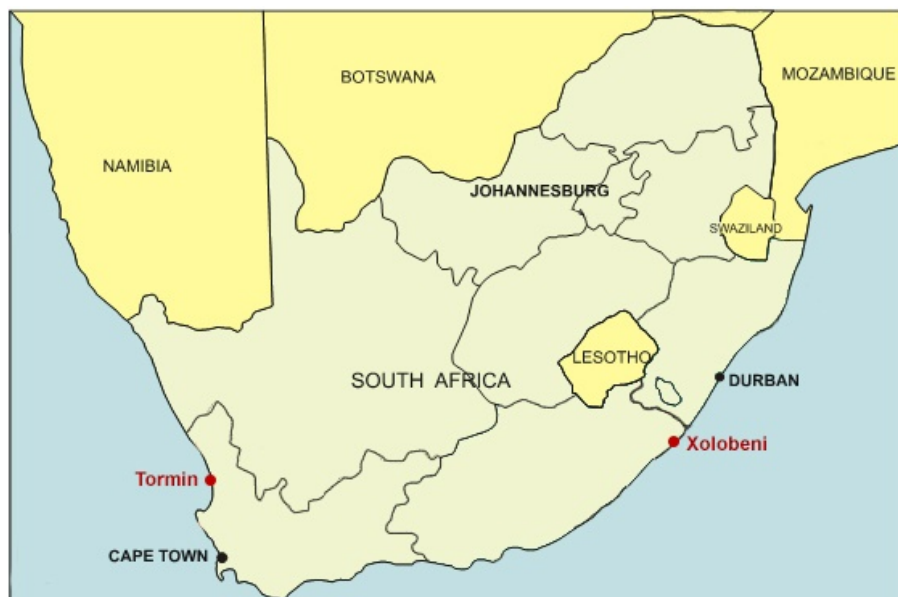 BOTSWANA
MOZAMBIQUE
NAMIBIA
JOHANNESBURG
SWAZILAND
LESOTHO
SOUTH AFRICA
DURBAN
Xolobeni
Tormin
CAPE TOWN